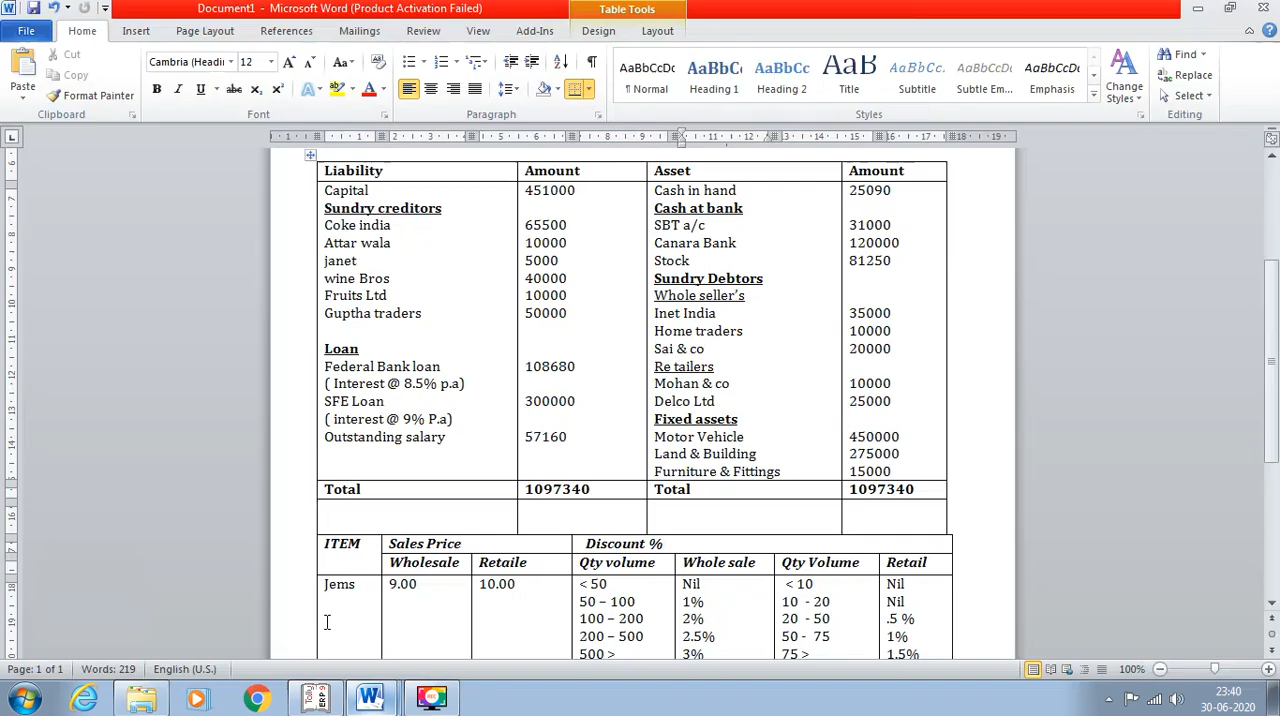 Document1 - Microsoft Word (Product Activation Failed) Table Tools
File Home Insert Page Layout References Mailings Review View Add-Ins Design Layout
Paste Cut Copy Format Painter
Cambria (Headi 12
AaBbCcDc AaBbC AaBbCc AaB AaBbCc. AaBbCcDc AaBbCcDc
¶ Normal Heading 1 Heading 2 Title Subtitle Subtle Em... Emphasis
Change Styles
Find Replace Select
Clipboard Font Paragraph Styles Editing
Liability Amount Asset Amount
Capital 451000 Cash in hand 25090
Sundry creditors Cash at bank
Coke india 65500 SBT a/c 31000
Attar wala 10000 Canara Bank 120000
janet 5000 Stock 81250
wine Bros 40000 Sundry Debtors
Fruits Ltd 10000 Whole seller's
Guptha traders 50000 Inet India 35000
Home traders 10000
Loan Sai & co 20000
Federal Bank loan 108680 Re tailers
( Interest @ 8.5% p.a) Mohan & co 10000
SFE Loan 300000 Delco Ltd 25000
( interest @ 9% P.a) Fixed assets
Outstanding salary 57160 Motor Vehicle 450000
Land & Building 275000
Furniture & Fittings 15000
Total 1097340 Total 1097340
ITEM Sales Price Discount %
Wholesale Retaile Qty volume Whole sale Qty Volume Retail
Jems 9.00 10.00 < 50 Nil < 10 Nil
50 – 100 1% 10 - 20 Nil
100 – 200 2% 20 - 50 .5 %
200 – 500 2.5% 50 - 75 1%
500 > 3% 75 > 1.5%
Page: 1 of 1 Words: 219 English (U.S.) 100%
23:40
30-06-2020